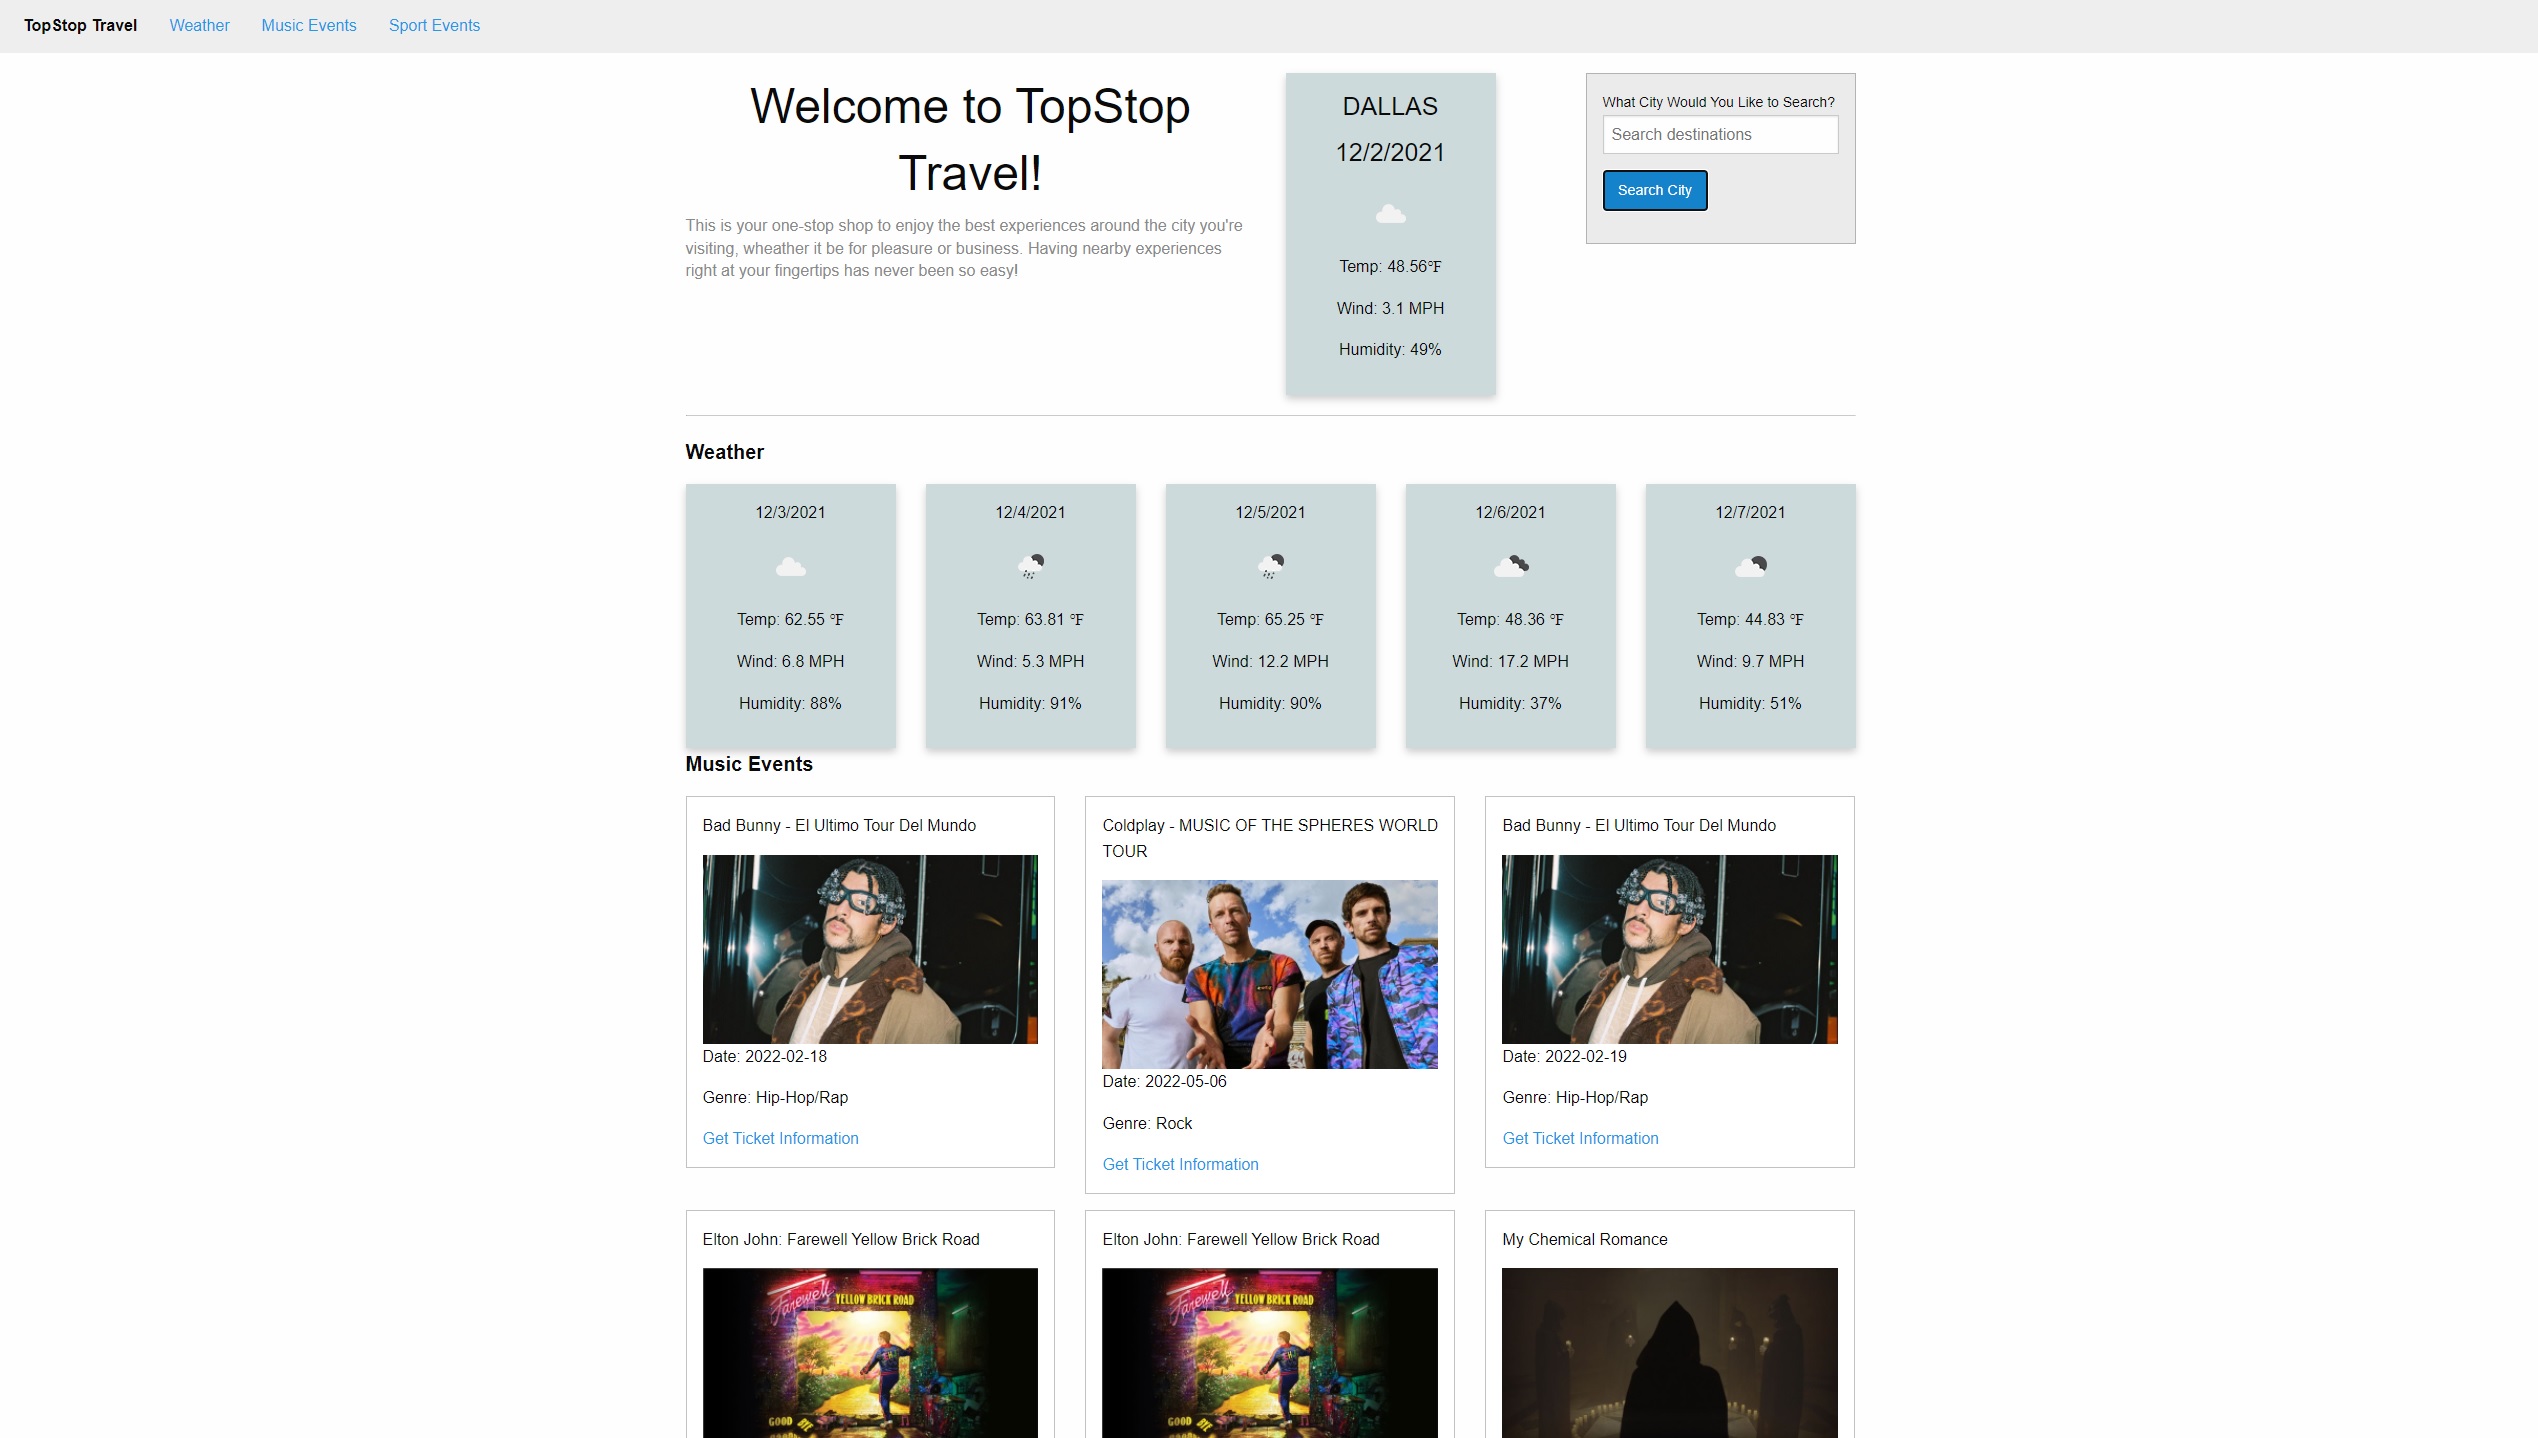 TopStop Travel Weather Music Events Sport Events
Welcome to TopStop
Travel!
This is your one-stop shop to enjoy the best experiences around the city you're
visiting, wheather it be for pleasure or business. Having nearby experiences
right at your fingertips has never been so easy!
DALLAS
12/2/2021
Temp: 48.56°F
Wind: 3.1 MPH
Humidity: 49%
What City Would You Like to Search?
Search destinations
Search City
Weather
12/3/2021
Temp: 62.55 °F
Wind: 6.8 MPH
Humidity: 88%
12/4/2021
Temp: 63.81 °F
Wind: 5.3 MPH
Humidity: 91%
12/5/2021
Temp: 65.25 °F
Wind: 12.2 MPH
Humidity: 90%
12/6/2021
Temp: 48.36 °F
Wind: 17.2 MPH
Humidity: 37%
12/7/2021
Temp: 44.83 °F
Wind: 9.7 MPH
Humidity: 51%
Music Events
Bad Bunny - El Ultimo Tour Del Mundo
Date: 2022-02-18
Genre: Hip-Hop/Rap
Get Ticket Information
Coldplay - MUSIC OF THE SPHERES WORLD
TOUR
Date: 2022-05-06
Genre: Rock
Get Ticket Information
Bad Bunny - El Ultimo Tour Del Mundo
Date: 2022-02-19
Genre: Hip-Hop/Rap
Get Ticket Information
Elton John: Farewell Yellow Brick Road
Farewell YELLOW BRICK ROAD
GOOD
Elton John: Farewell Yellow Brick Road
Farewell YELLOW BRICK ROAD
GOOD
My Chemical Romance